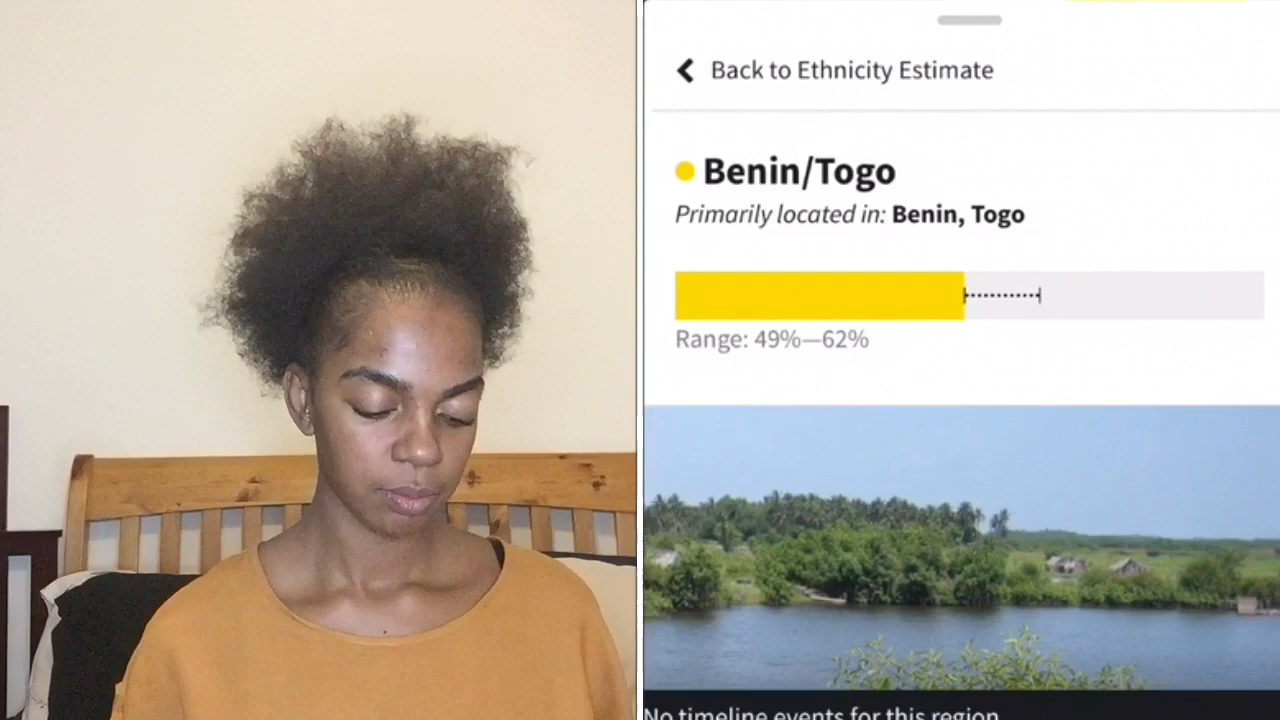 Back to Ethnicity Estimate
Benin/Togo
Primarily located in: Benin, Togo
Range: 49%—62%
No timeline events for this region